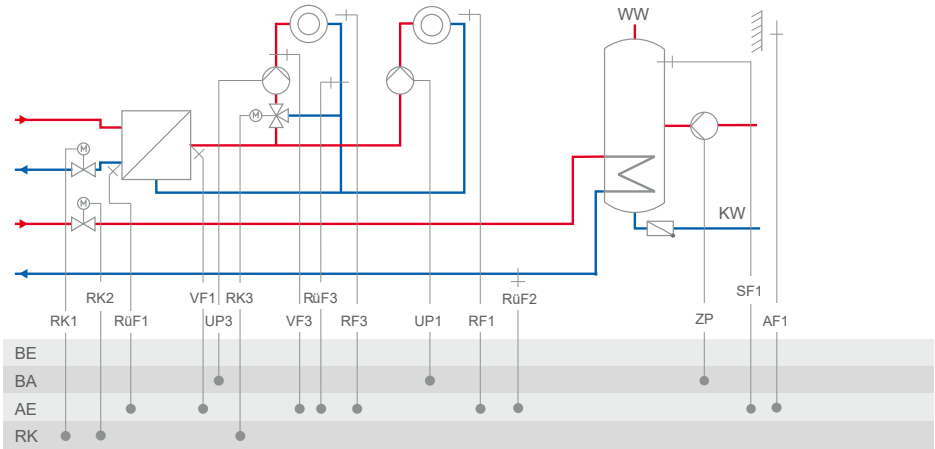 WW
M
M
M
KW
RK2 VF1 RK3 RüF3 RüF2 SF1
RK1 RüF1 UP3 VF3 RF3 UP1 RF1 ZP AF1
BE
BA
AE
RK